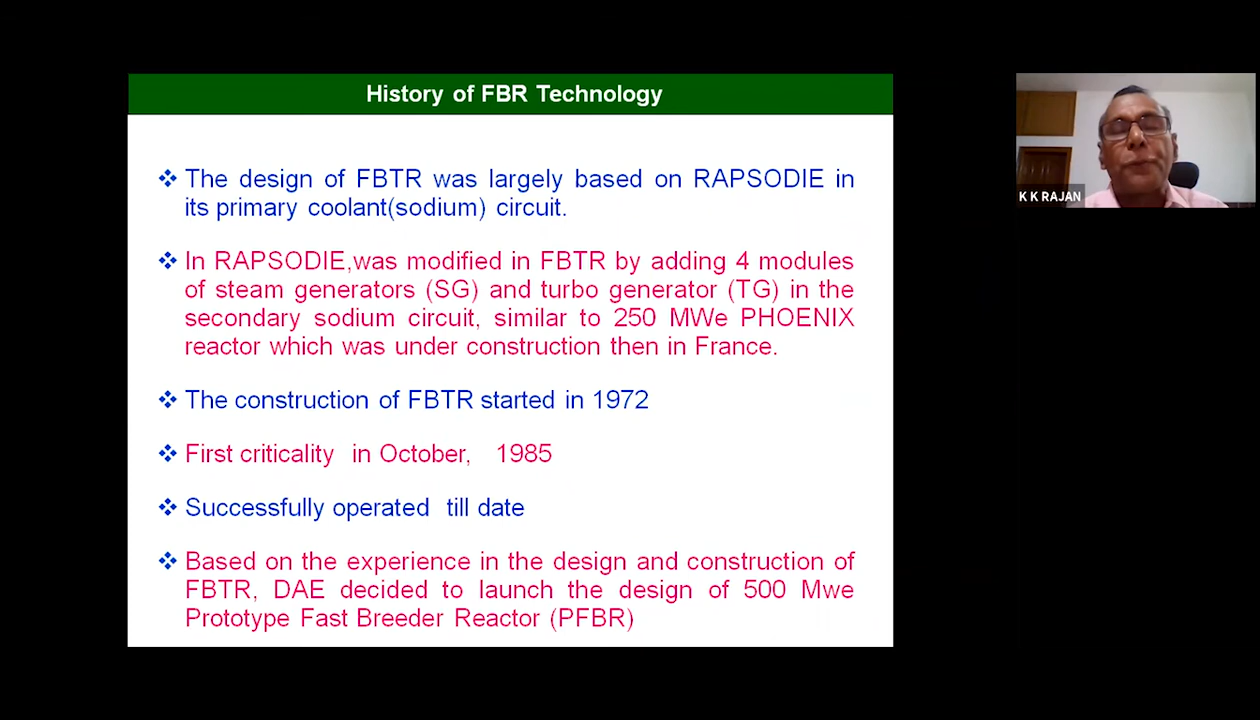 History of FBR Technology
❖ The design of FBTR was largely based on RAPSODIE in
its primary coolant(sodium) circuit.
❖ In RAPSODIE,was modified in FBTR by adding 4 modules
of steam generators (SG) and turbo generator (TG) in the
secondary sodium circuit, similar to 250 MWe PHOENIX
reactor which was under construction then in France.
❖ The construction of FBTR started in 1972
❖ First criticality in October, 1985
❖ Successfully operated till date
❖ Based on the experience in the design and construction of
FBTR, DAE decided to launch the design of 500 Mwe
Prototype Fast Breeder Reactor (PFBR)
K K RAJAN